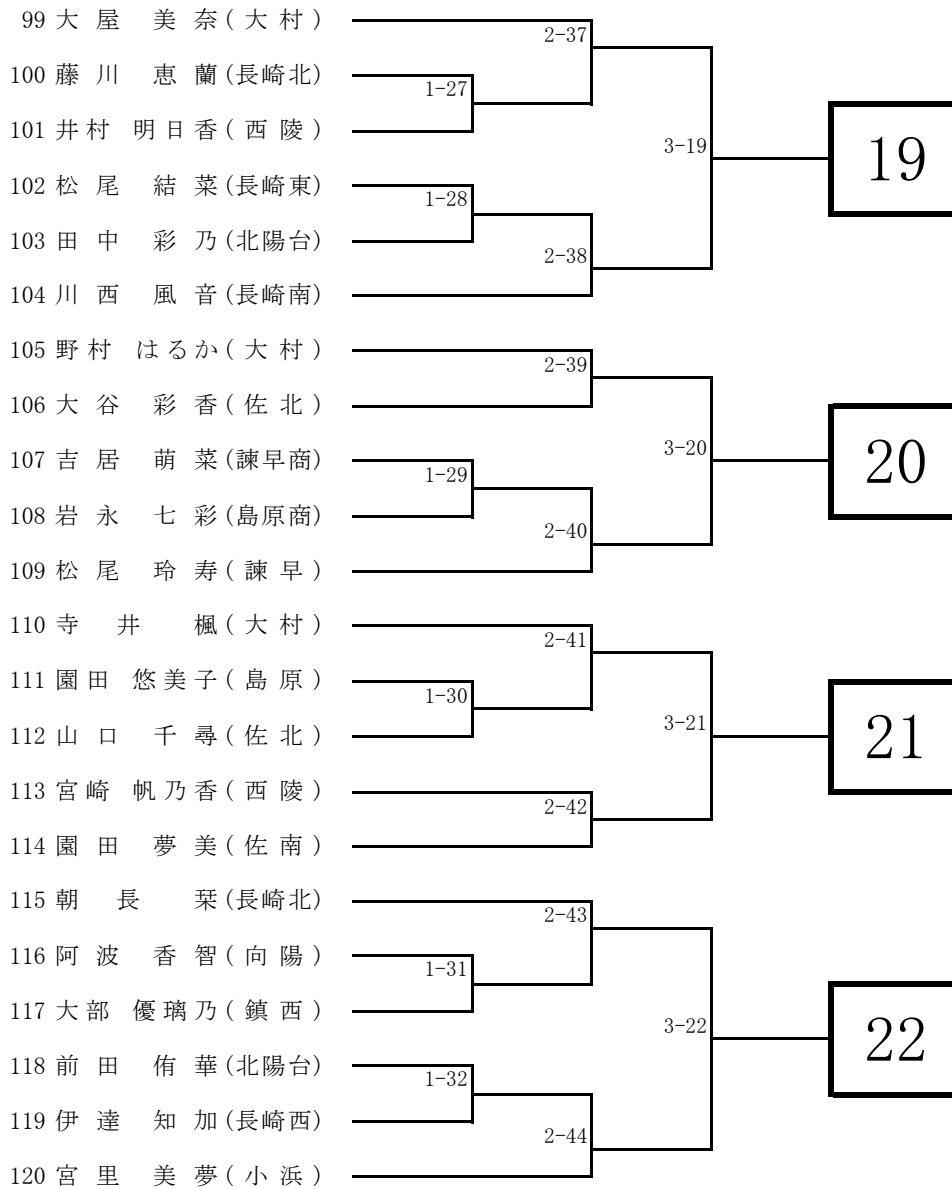 99 大屋 美奈(大村)
2-37
100 藤川 恵蘭(長崎北)
1-27
101 井村 明日香(西陵)
3-19
19
102 松尾 結菜(長崎東)
1-28
103 田中 彩乃(北陽台)
2-38
104 川西 風音(長崎南)
105 野村 はるか(大村)
2-39
106 大谷 彩香(佐北)
3-20
20
107 吉居 萌菜(諫早商)
1-29
108 岩永 七彩(島原商)
2-40
109 松尾 玲寿(諫早)
110 寺井 楓(大村)
2-41
111 園田 悠美子(島原)
1-30
112 山口 千尋(佐北)
3-21
21
113 宮崎 帆乃香(西陵)
2-42
114 園田 夢美(佐南)
115 朝長 栞(長崎北)
2-43
116 阿波 香智(向陽)
1-31
117 大部 優璃乃(鎮西)
3-22
22
118 前田 侑華(北陽台)
1-32
119 伊達 知加(長崎西)
2-44
120 宮里 美夢(小浜)